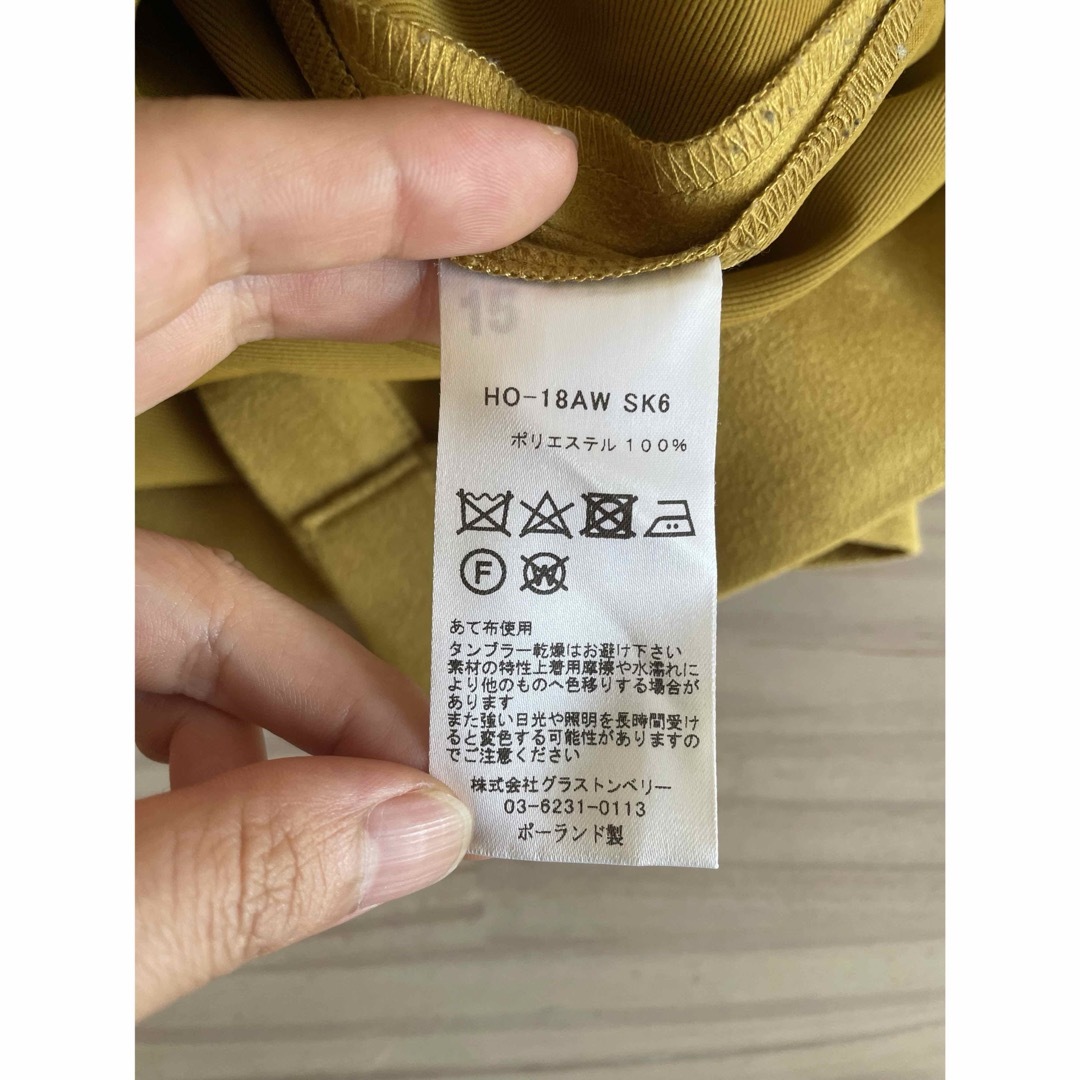 15
HO-18AW SK6
ポリエステル 100%
F W
あて布使用
タンブラー乾燥はお避け下さい
素材の特性上着用摩擦や水濡れに
より他のものへ色移りする場合が
あります
また強い日光や照明を長時間受け
ると変色する可能性がありますの
でご注意ください
株式会社グラストンベリー
03-6231-0113
ポーランド製